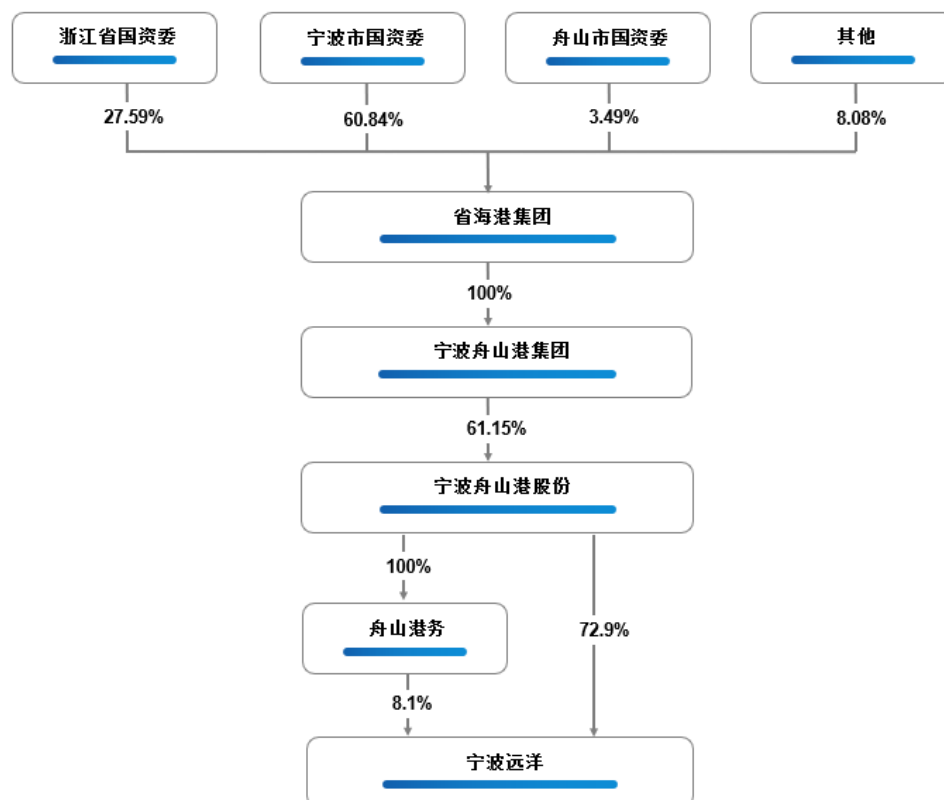 浙江省国资委
宁波市国资委
舟山市国资委
其他
27.59%
60.84%
3.49%
8.08%
省海港集团
100%
宁波舟山港集团
61.15%
宁波舟山港股份
100%
舟山港务
72.9%
8.1%
宁波远洋